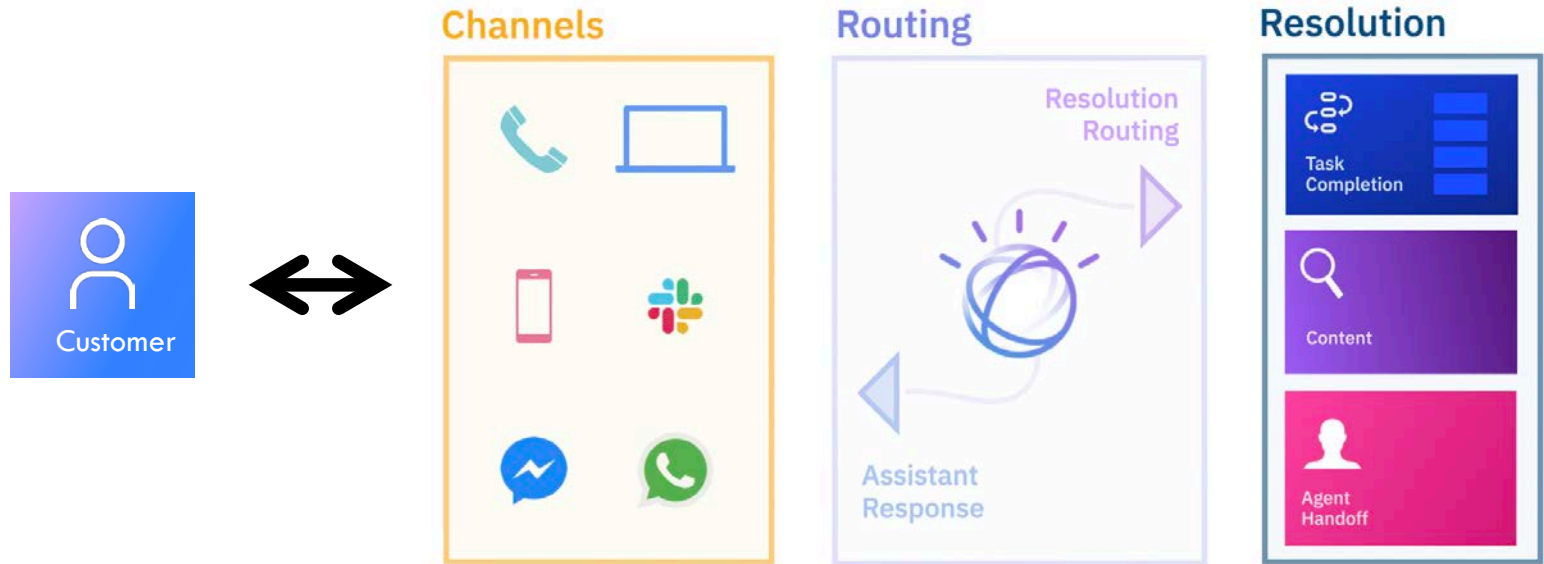 Customer
Channels
Routing
Resolution
Routing
Assistant
Response
Resolution
Task
Completion
Content
Agent
Handoff